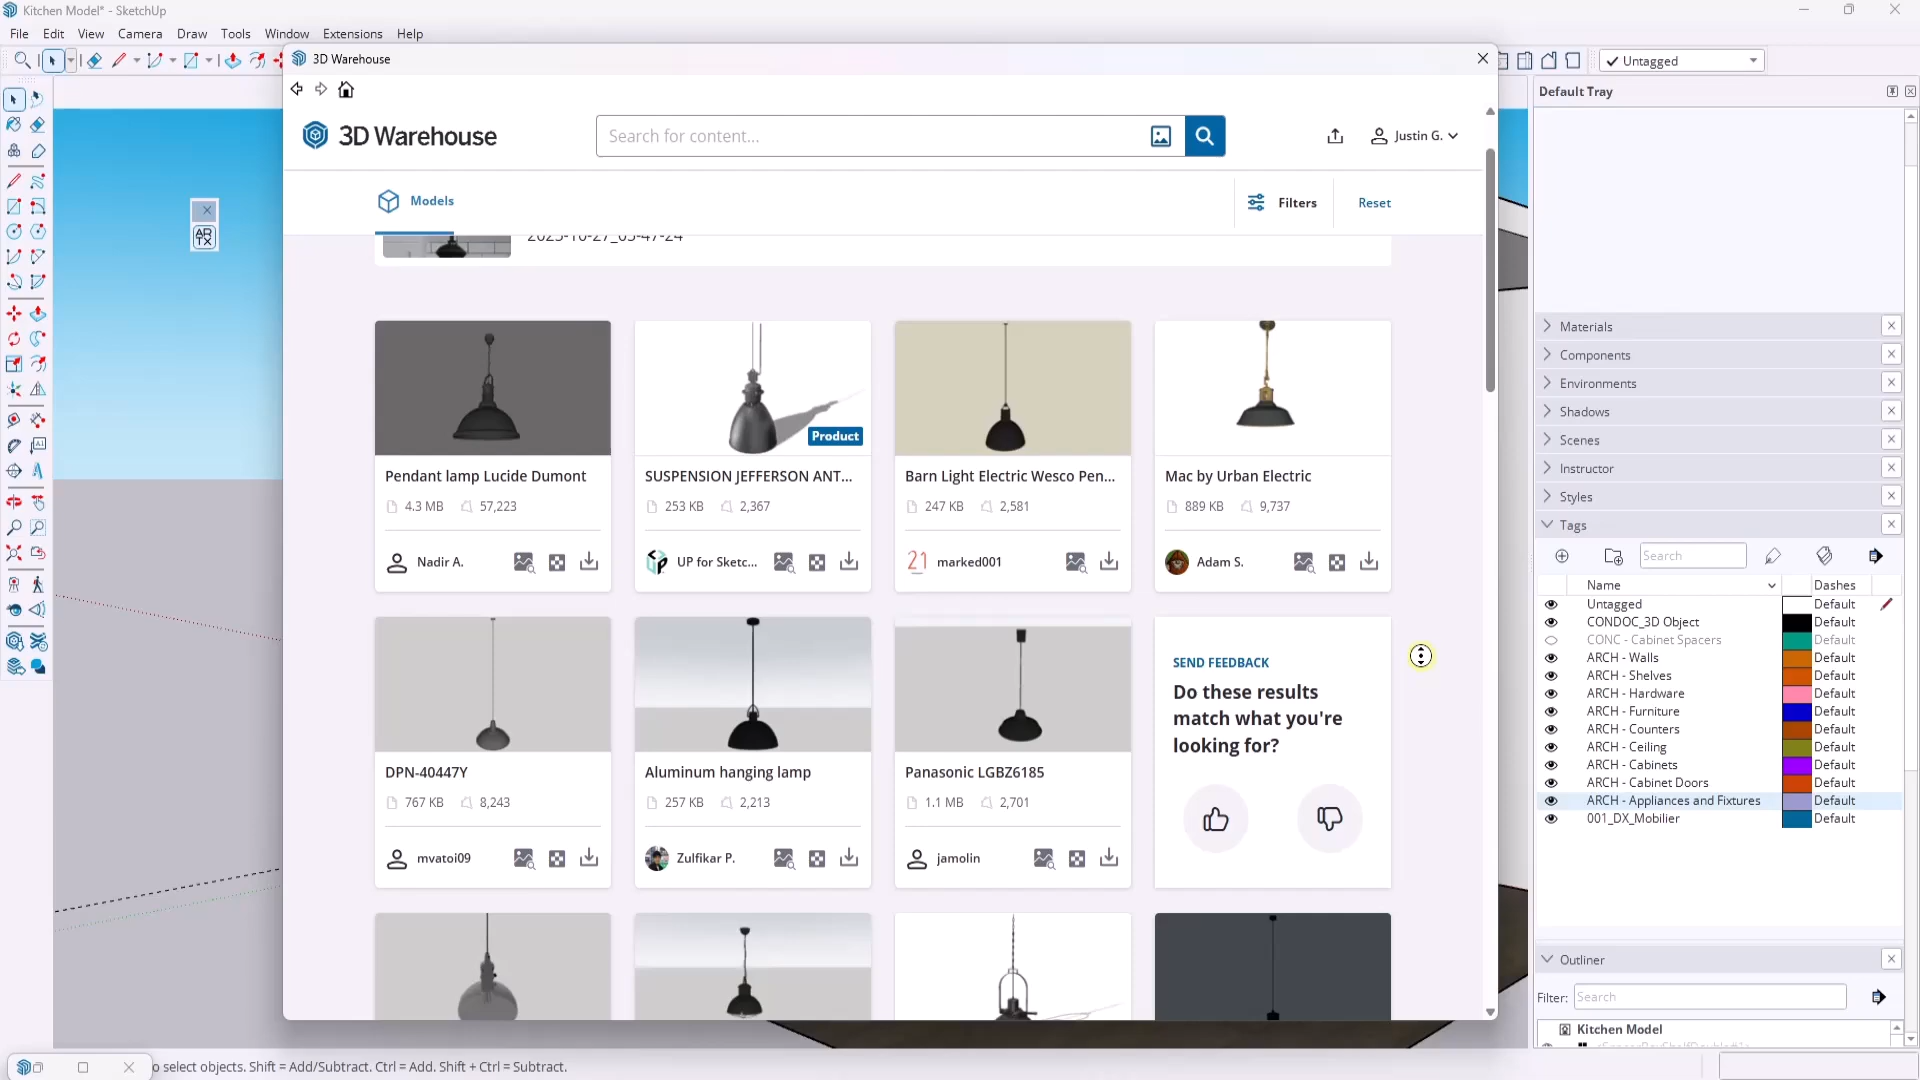 Kitchen Model* - SketchUp
File Edit View Camera Draw Tools Window Extensions Help
3D Warehouse
Untagged
Default Tray
3D Warehouse
Search for content...
Justin G.
Models
Filters
Reset
2025-10-27_05-47-24
Pendant lamp Lucide Dumont
4.3 MB 57,223
Nadir A.
Product
SUSPENSION JEFFERSON ANT...
253 KB 2,367
UP for Sketc...
Barn Light Electric Wesco Pen...
247 KB 2,581
21 marked001
Mac by Urban Electric
889 KB 9,737
Adam S.
DPN-40447Y
767 KB 8,243
mvatoi09
Aluminum hanging lamp
257 KB 2,213
Zulfikar P.
Panasonic LGBZ6185
1.1 MB 2,701
jamolin
SEND FEEDBACK
Do these results
match what you're
looking for?
Materials
Components
Environments
Shadows
Scenes
Instructor
Styles
Tags
Search
Name Dashes
Untagged Default
CONDOC_3D Object Default
CONC - Cabinet Spacers Default
ARCH - Walls Default
ARCH - Shelves Default
ARCH - Hardware Default
ARCH - Furniture Default
ARCH - Counters Default
ARCH - Ceiling Default
ARCH - Cabinets Default
ARCH - Cabinet Doors Default
ARCH - Appliances and Fixtures Default
001_DX_Mobilier Default
Outliner
Filter: Search
Kitchen Model
o select objects. Shift = Add/Subtract. Ctrl = Add. Shift + Ctrl = Subtract.